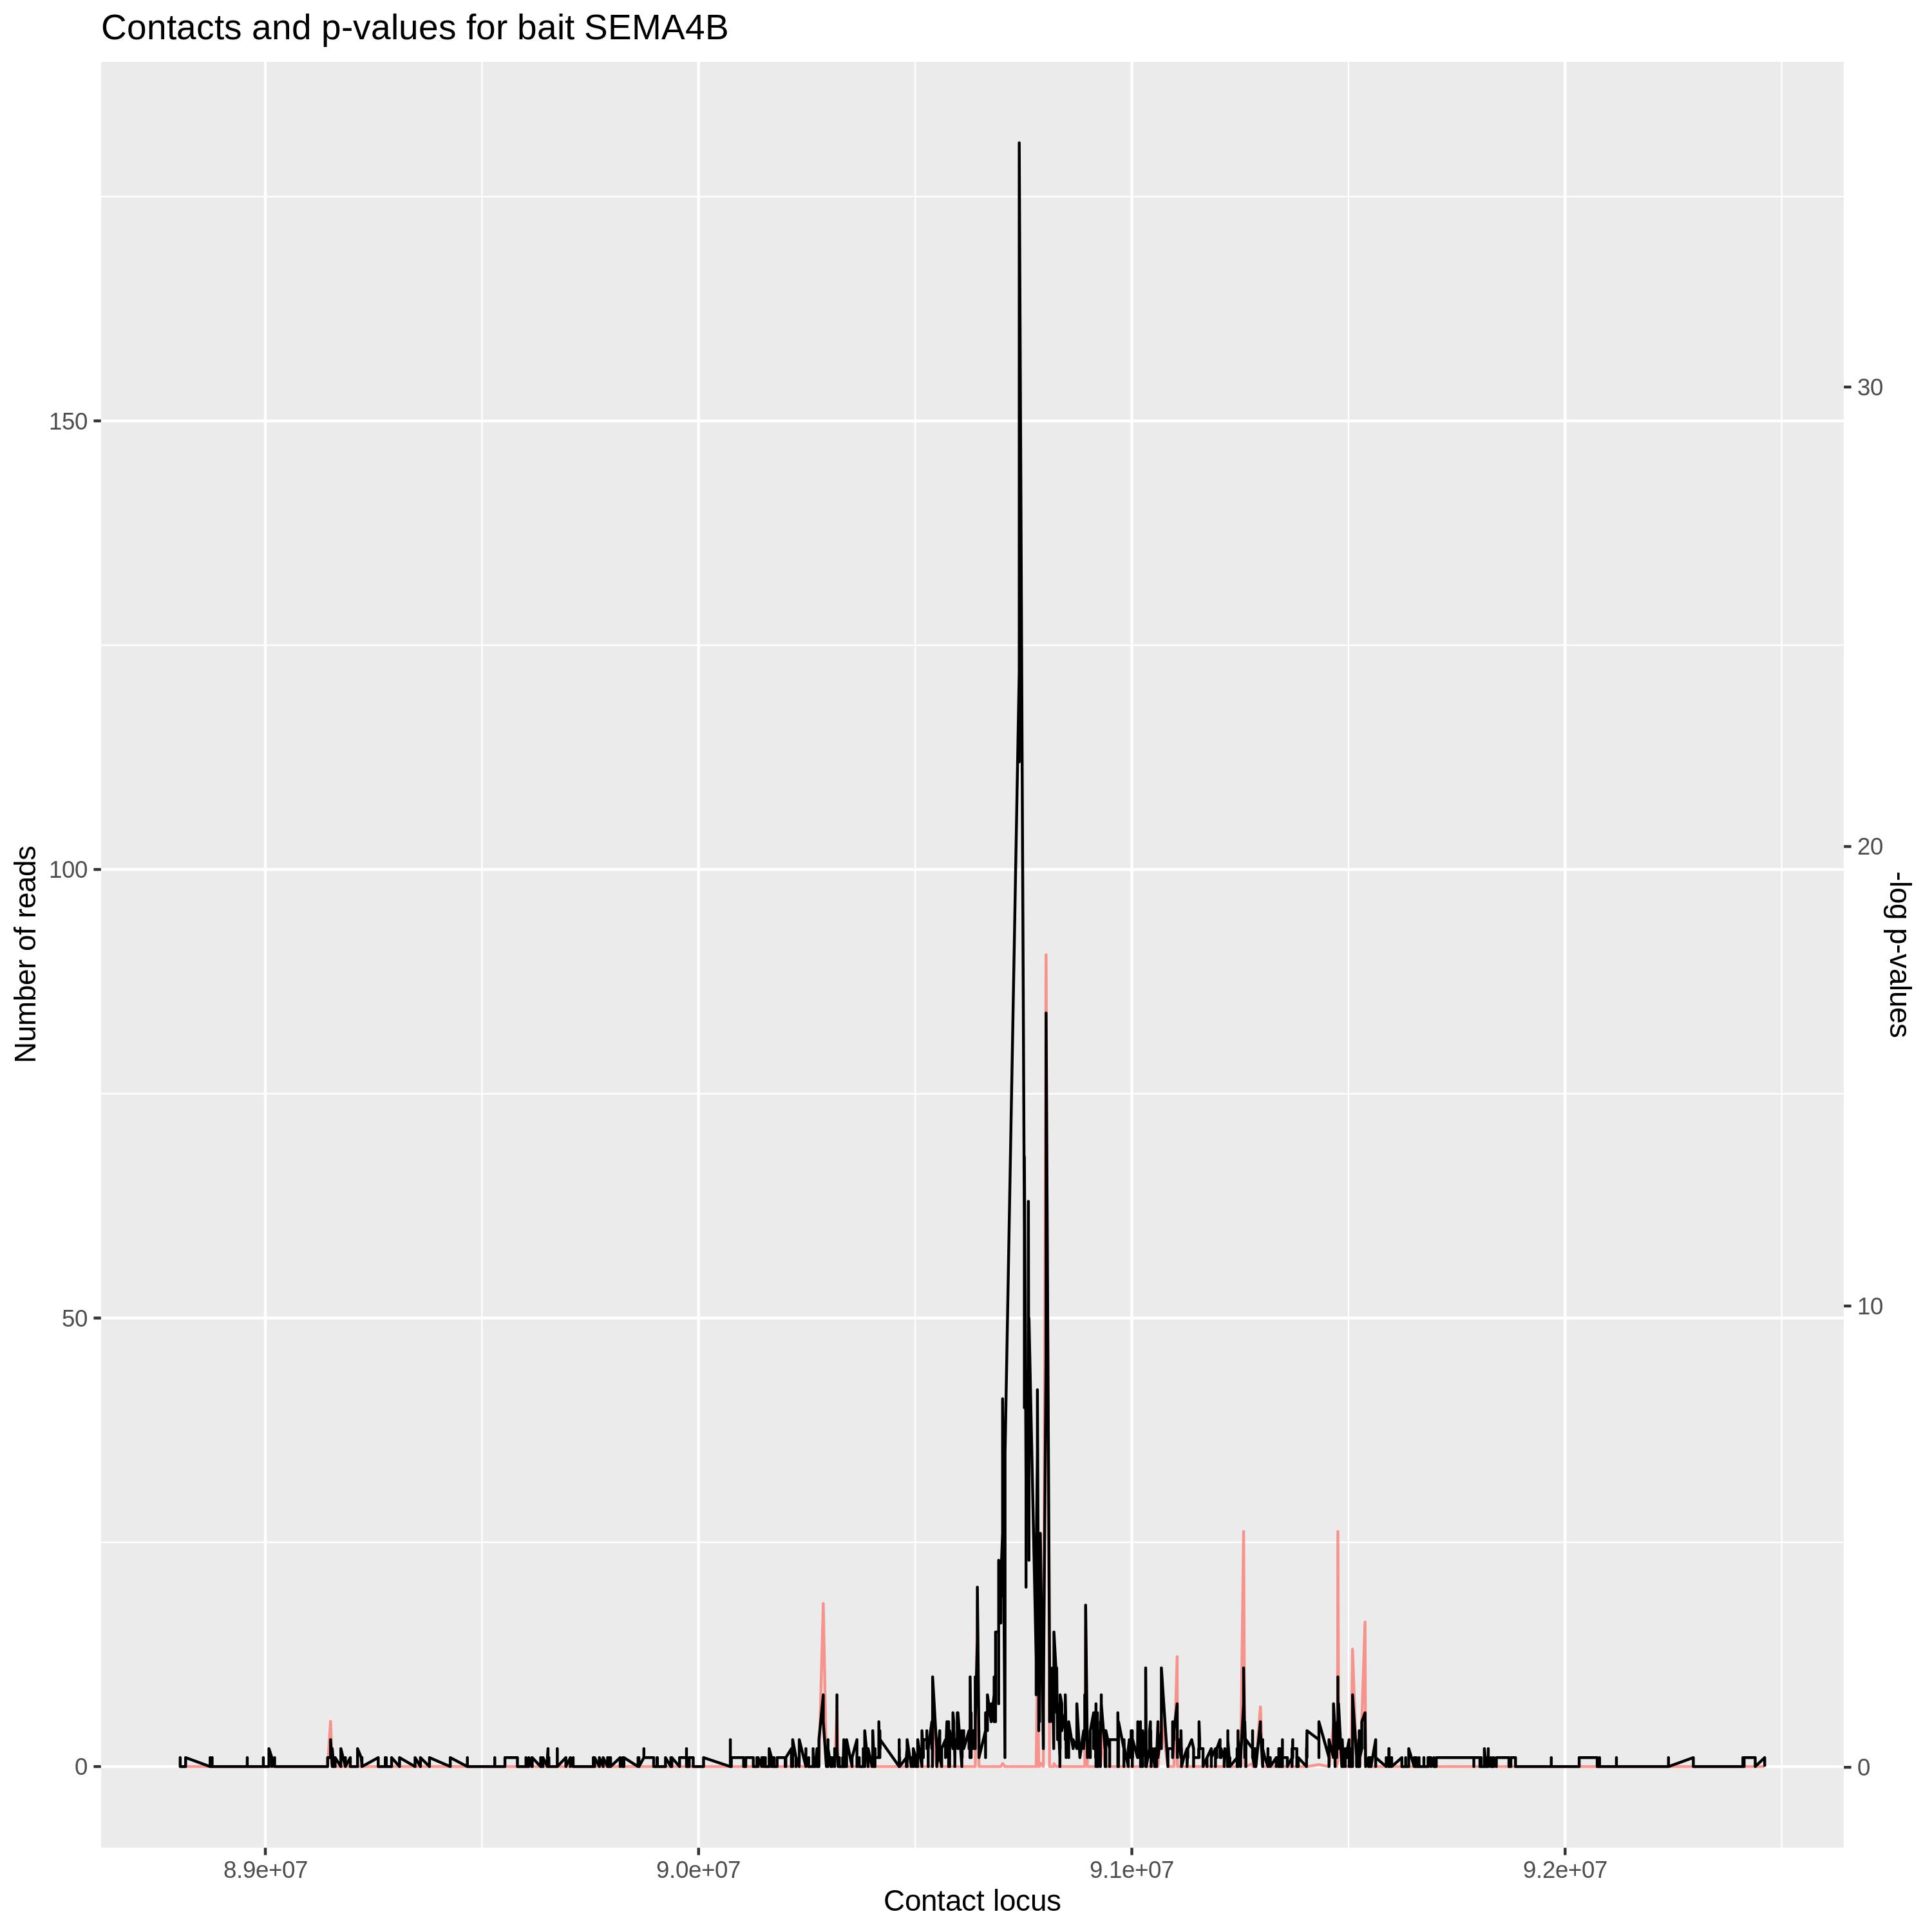 Contacts and p-values for bait SEMA4B
Number of reads
150
100
50
0
30
20
10
0
-log p-values
8.9e+07 9.0e+07 9.1e+07 9.2e+07
Contact locus